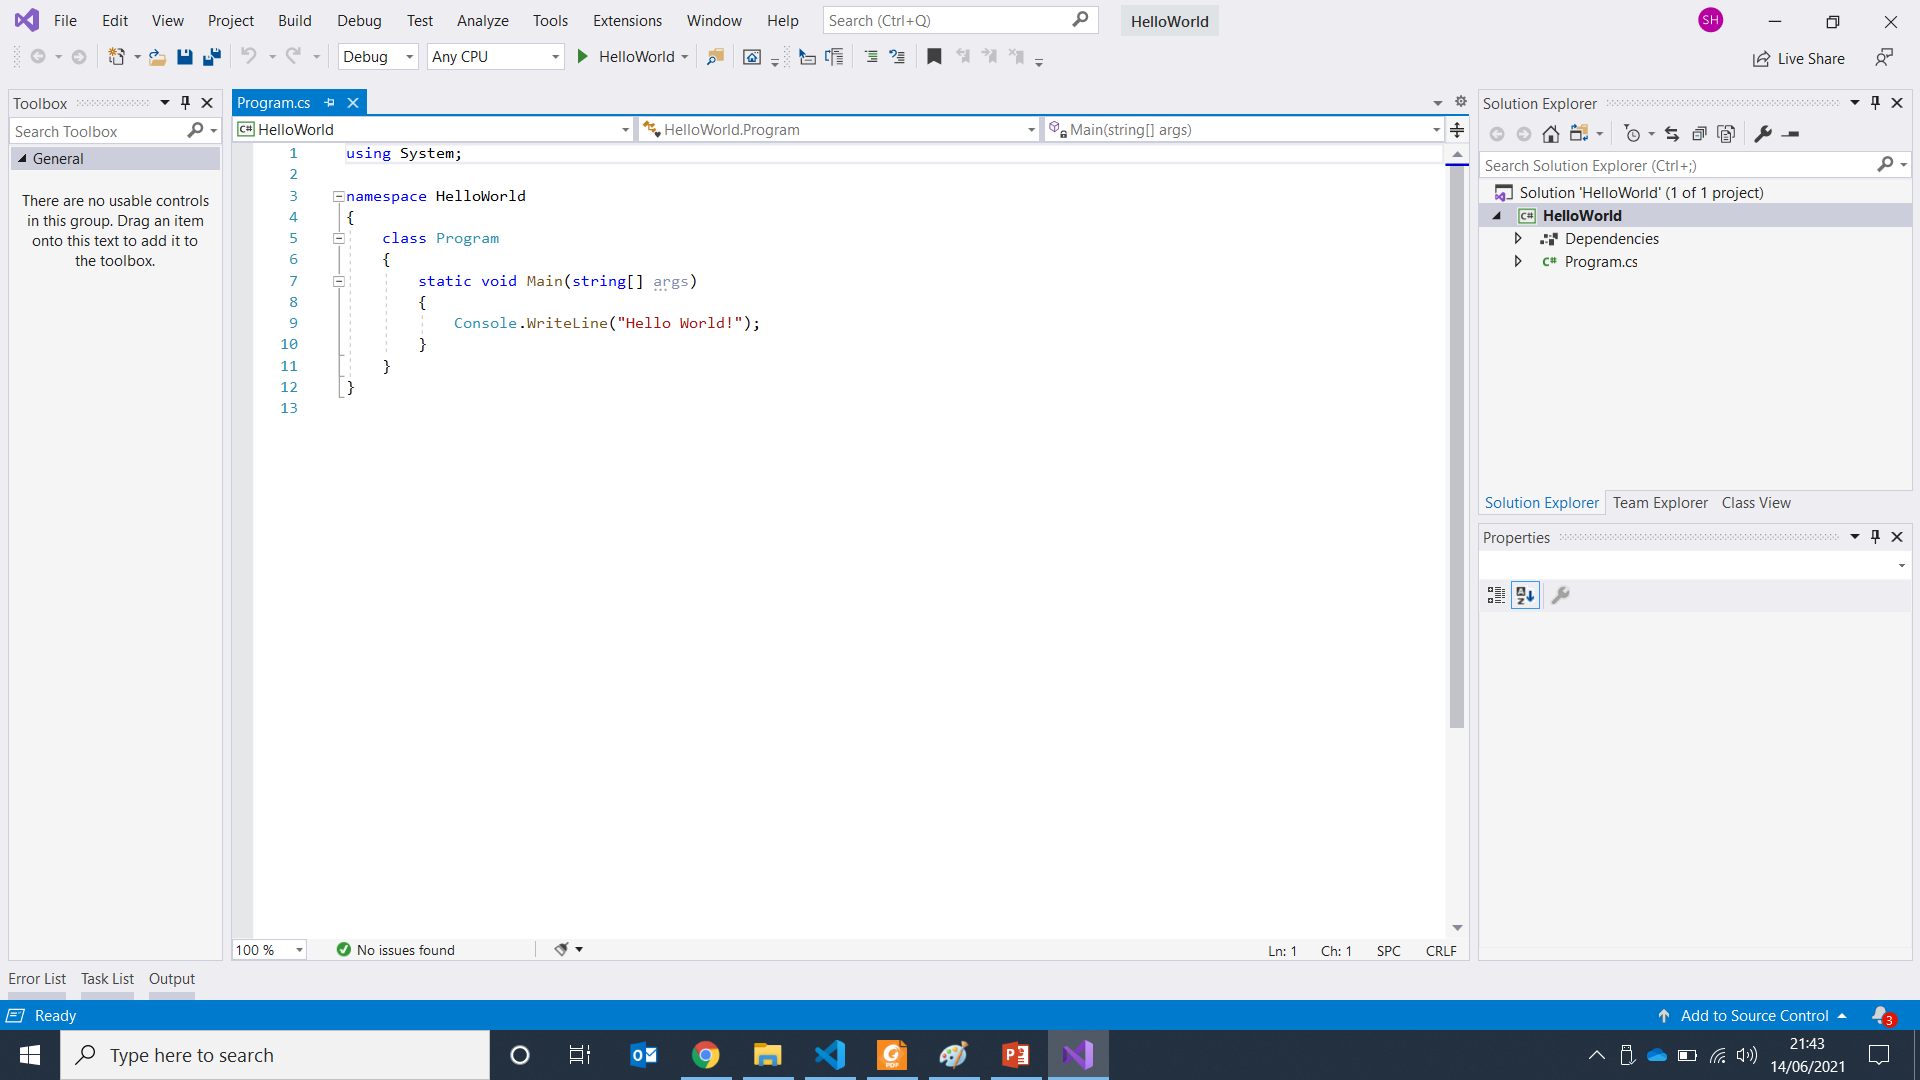 File Edit View Project Build Debug Test Analyze Tools Extensions Window Help Search (Ctrl+Q) HelloWorld SH
Debug Any CPU HelloWorld Live Share
Toolbox
Search Toolbox
General
There are no usable controls
in this group. Drag an item
onto this text to add it to
the toolbox.
Program.cs
HelloWorld HelloWorld.Program Main(string[] args)
1 using System;
2
3 namespace HelloWorld
4 {
5 class Program
6 {
7 static void Main(string[] args)
8 {
9 Console.WriteLine("Hello World!");
10 }
11 }
12 }
13
100 % No issues found Ln: 1 Ch: 1 SPC CRLF
Solution Explorer
Search Solution Explorer (Ctrl+;)
Solution 'HelloWorld' (1 of 1 project)
C# HelloWorld
Dependencies
C# Program.cs
Solution Explorer Team Explorer Class View
Properties
Error List Task List Output
Ready Add to Source Control 3
Type here to search
21:43
14/06/2021